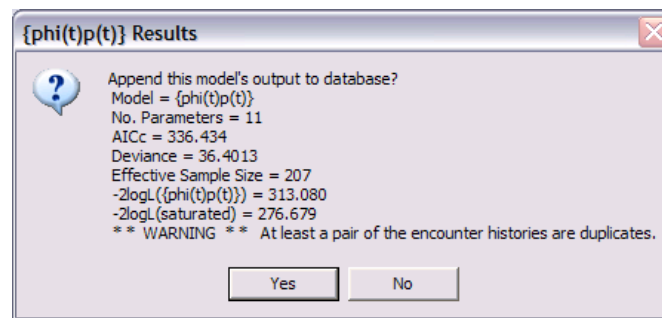 {phi(t)p(t)} Results
Append this model's output to database?
Model = {phi(t)p(t)}
No. Parameters = 11
AICc = 336.434
Deviance = 36.4013
Effective Sample Size = 207
-2logL({phi(t)p(t)}) = 313.080
-2logL(saturated) = 276.679
* * WARNING * * At least a pair of the encounter histories are duplicates.
Yes
No